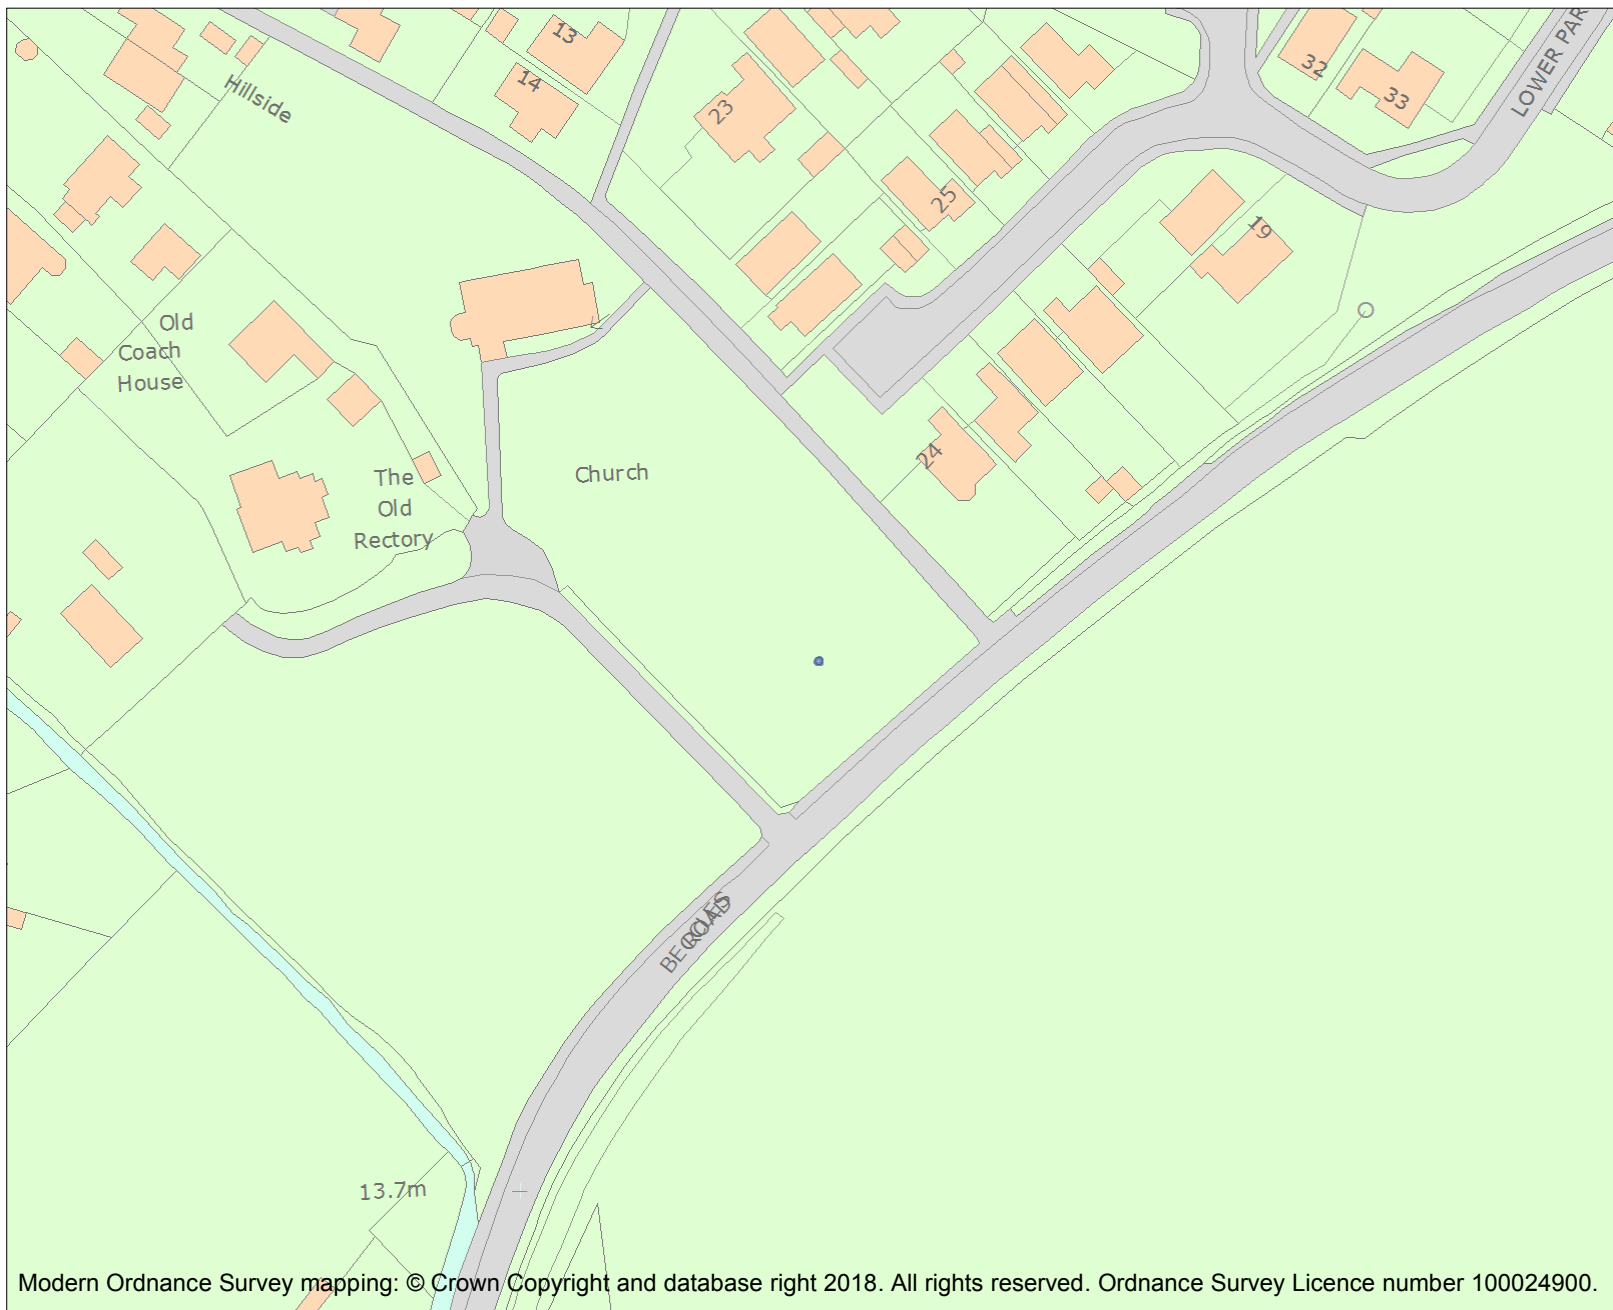 13
14
Hillside
23
25
32
33
LOWER PAR
19
Old
Coach
House
24
The
Old
Rectory
Church
BECCLES
ROAD
13.7m
Modern Ordnance Survey mapping: © Crown Copyright and database right 2018. All rights reserved. Ordnance Survey Licence number 100024900.